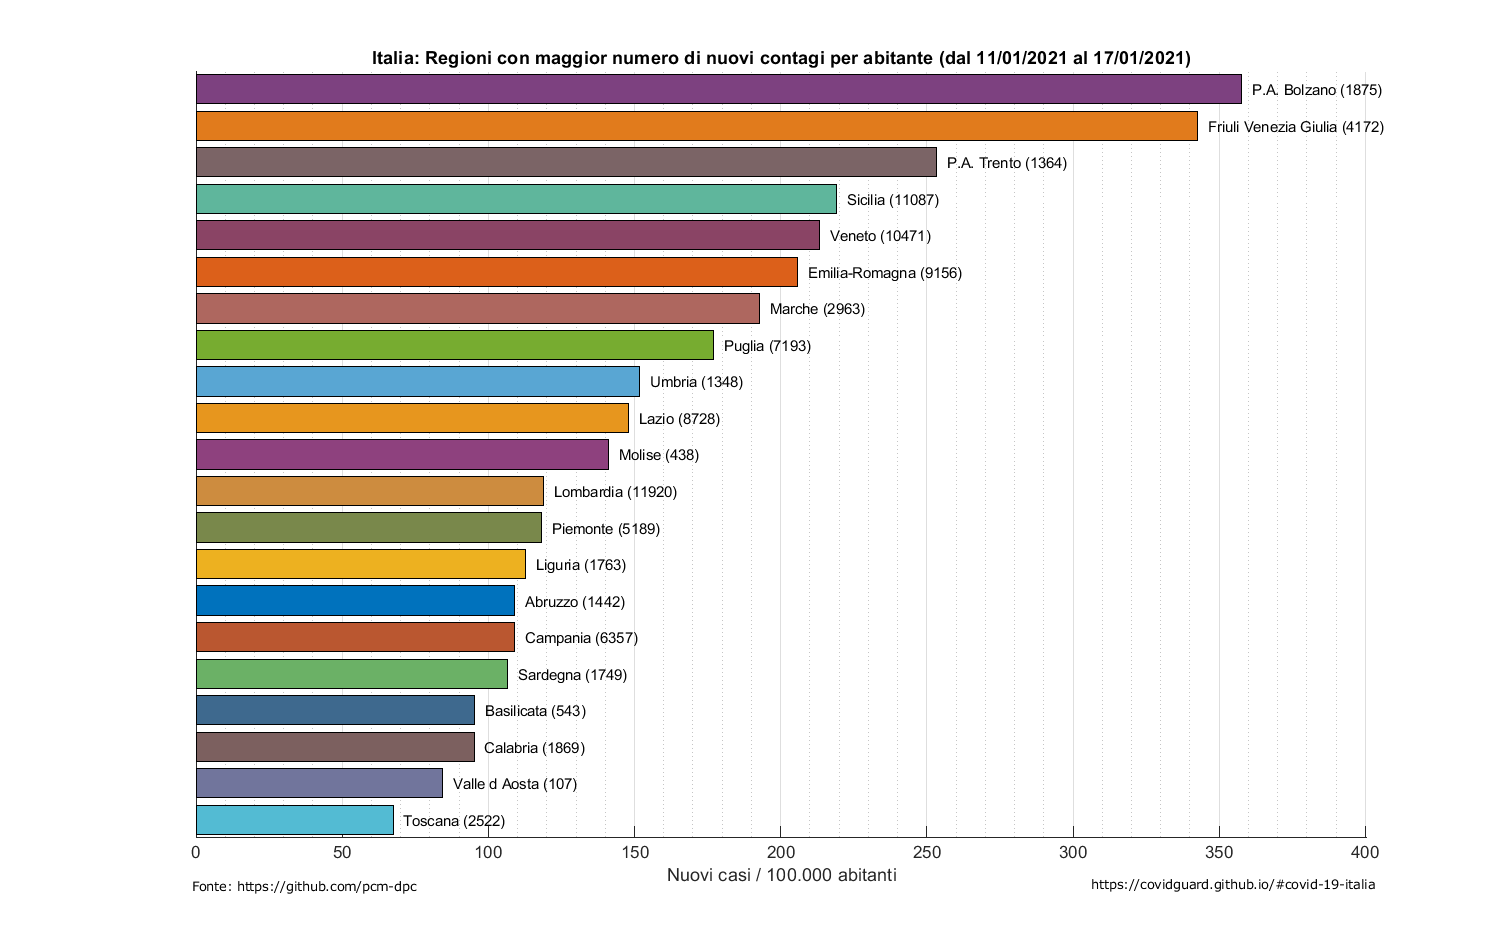 Italia: Regioni con maggior numero di nuovi contagi per abitante (dal 11/01/2021 al 17/01/2021)
P.A. Bolzano (1875)
Friuli Venezia Giulia (4172)
P.A. Trento (1364)
Sicilia (11087)
Veneto (10471)
Emilia-Romagna (9156)
Marche (2963)
Puglia (7193)
Umbria (1348)
Lazio (8728)
Molise (438)
Lombardia (11920)
Piemonte (5189)
Liguria (1763)
Abruzzo (1442)
Campania (6357)
Sardegna (1749)
Basilicata (543)
Calabria (1869)
Valle d Aosta (107)
Toscana (2522)
0 50 100 150 200 250 300 350 400
Nuovi casi / 100.000 abitanti
Fonte: https://github.com/pcm-dpc
https://covidguard.github.io/#covid-19-italia